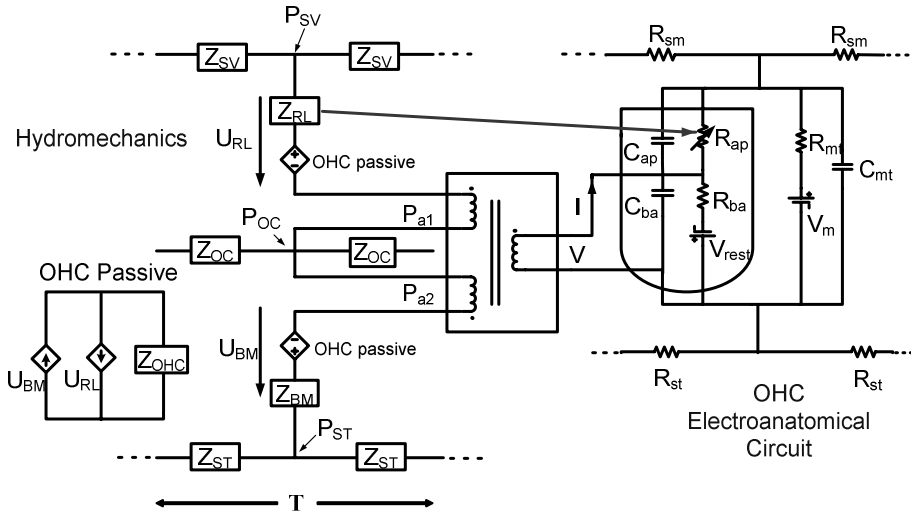 P_SV
R_sm
R_sm
Z_SV
Z_SV
Hydromechanics
U_RL
Z_RL
OHC passive
C_ap
R_ap
R_mt
C_mt
C_ba
R_ba
I
V_rest
V_m
P_a1
P_OC
V
Z_OC
Z_OC
OHC Passive
P_a2
U_BM
OHC passive
U_BM
U_RL
Z_OHC
Z_BM
R_st
R_st
OHC
Electroanatomical
Circuit
P_ST
Z_ST
Z_ST
T